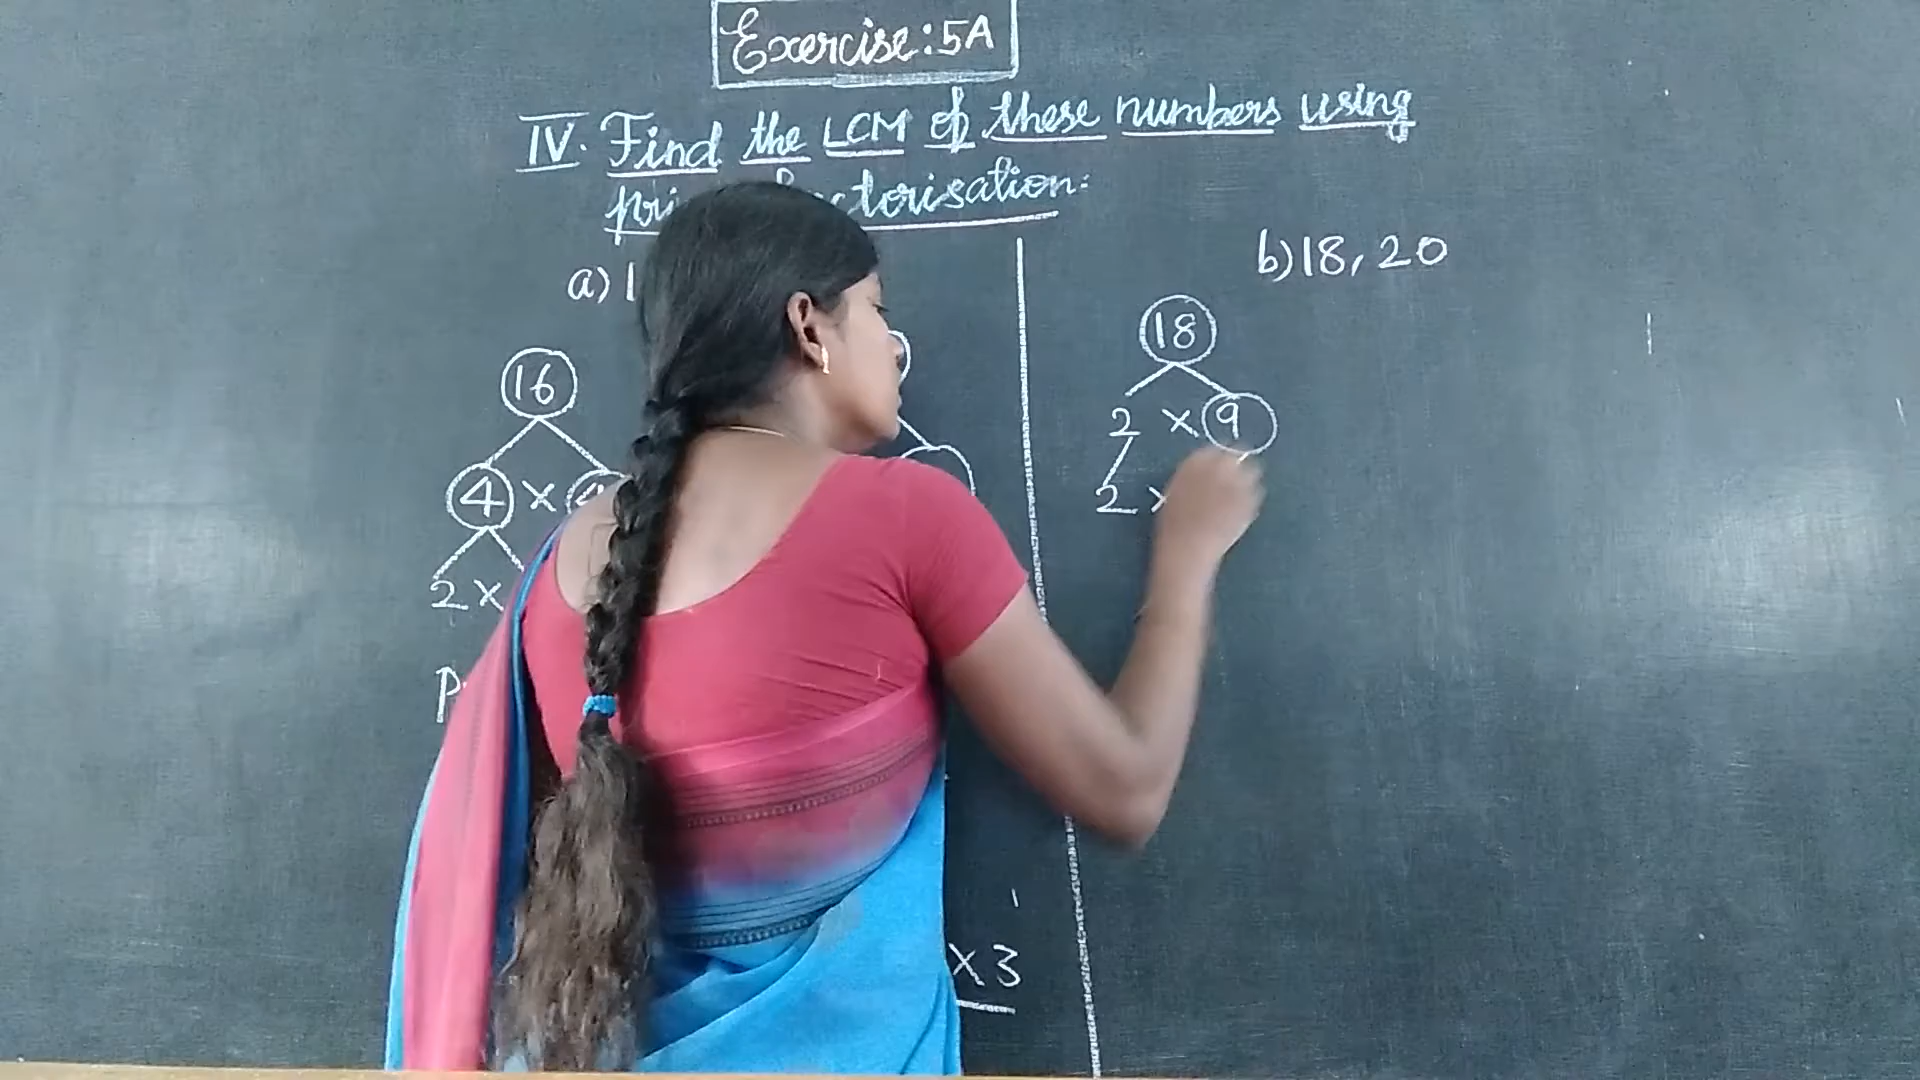 Exercise: 5A
IV. Find the LCM of these numbers using
factorisation:
a) b) 18, 20
16 18
4 × 2 × 9
2 × 2 ×
× 3